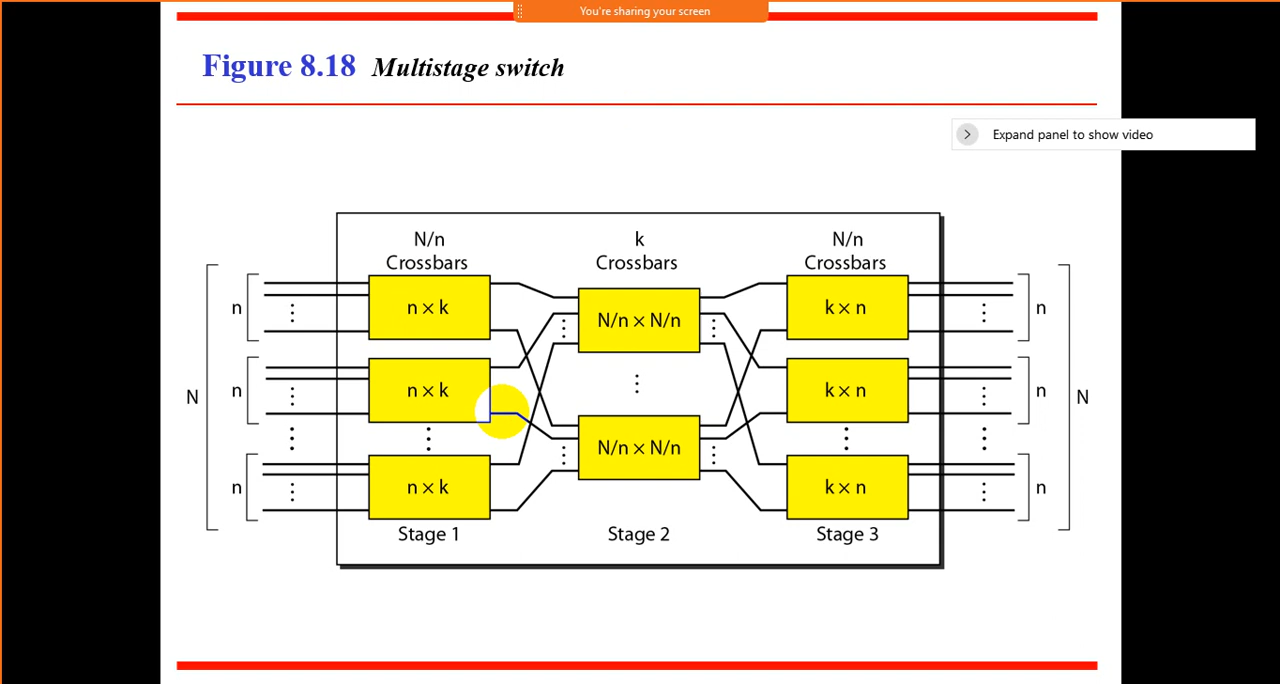 You're sharing your screen
Figure 8.18 Multistage switch
Expand panel to show video
N/n
Crossbars
k
Crossbars
N/n
Crossbars
n
n × k
N/n × N/n
k × n
n
N
n
n × k
k × n
n
N
N/n × N/n
n
n × k
k × n
n
Stage 1
Stage 2
Stage 3